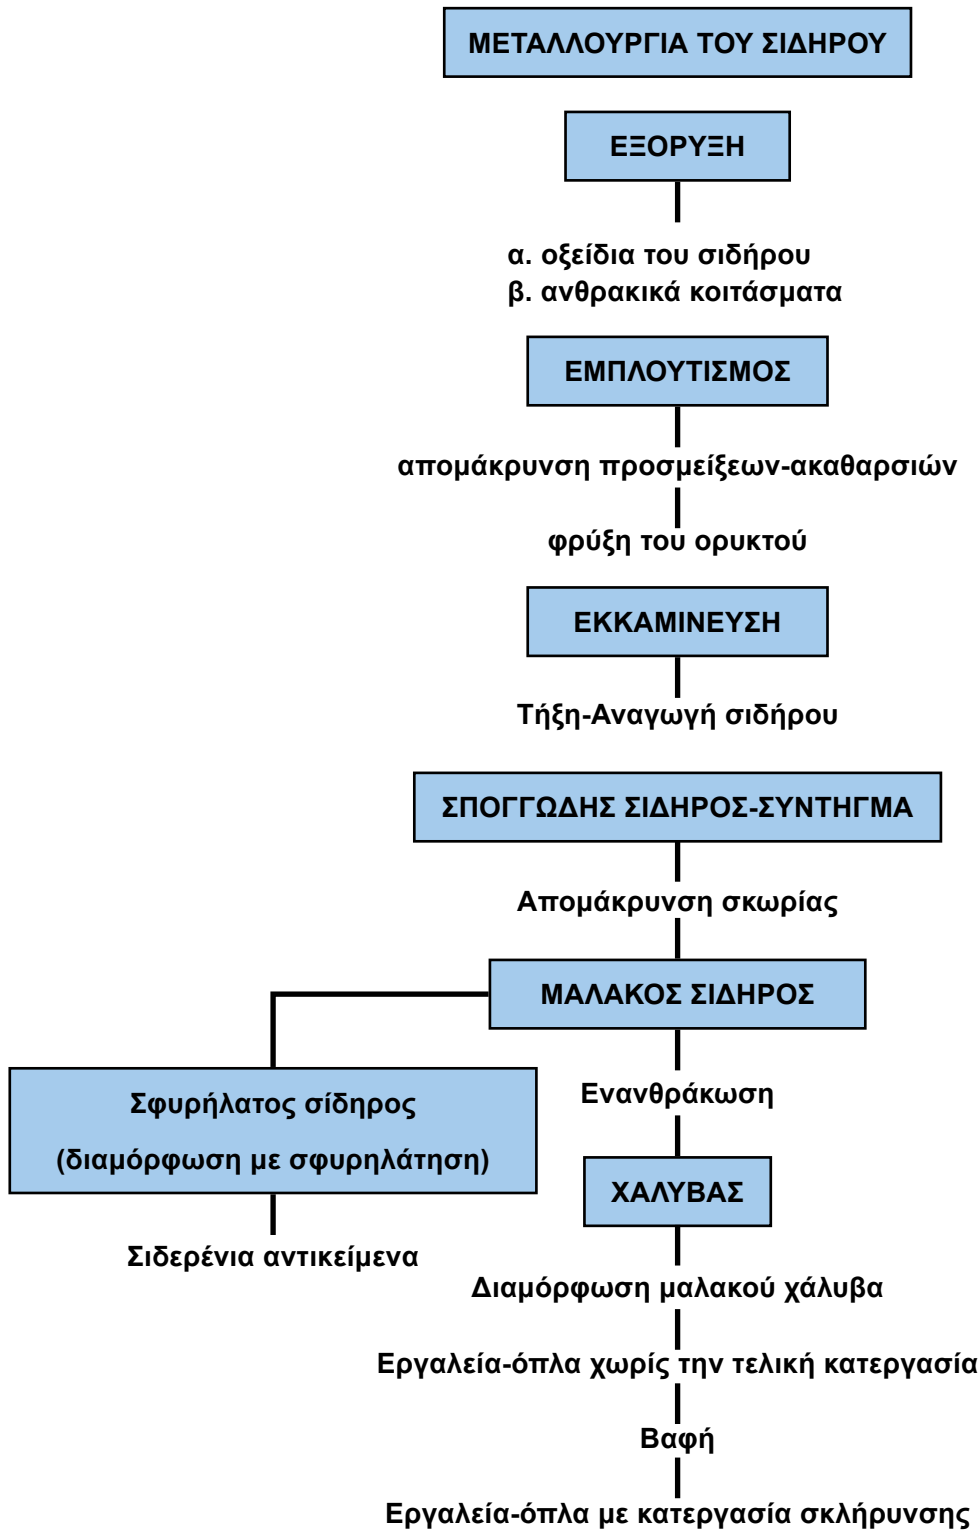 ΜΕΤΑΛΛΟΥΡΓΙΑ ΤΟΥ ΣΙΔΗΡΟΥ
ΕΞΟΡΥΞΗ
α. οξείδια του σιδήρου
β. ανθρακικά κοιτάσματα
ΕΜΠΛΟΥΤΙΣΜΟΣ
απομάκρυνση προσμείξεων-ακαθαρσιών
φρύξη του ορυκτού
ΕΚΚΑΜΙΝΕΥΣΗ
Τήξη-Αναγωγή σιδήρου
ΣΠΟΓΓΩΔΗΣ ΣΙΔΗΡΟΣ-ΣΥΝΤΗΓΜΑ
Απομάκρυνση σκωρίας
ΜΑΛΑΚΟΣ ΣΙΔΗΡΟΣ
Σφυρήλατος σίδηρος
(διαμόρφωση με σφυρηλάτηση)
Σιδερένια αντικείμενα
Ενανθράκωση
ΧΑΛΥΒΑΣ
Διαμόρφωση μαλακού χάλυβα
Εργαλεία-όπλα χωρίς την τελική κατεργασία
Βαφή
Εργαλεία-όπλα με κατεργασία σκλήρυνσης